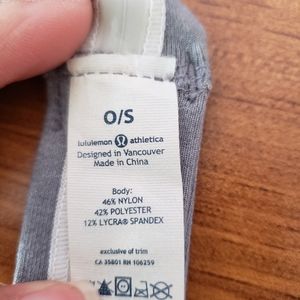 O/S
lululemon athletica
Designed in Vancouver
Made in China
Body:
46% NYLON
42% POLYESTER
12% LYCRA® SPANDEX
exclusive of trim
CA 35801 RN 106259